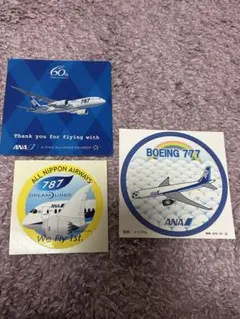 60th
787
Thank you for flying with
ANA
A STAR ALLIANCE MEMBER
ALL NIPPON AIRWAYS
787
DREAMLINER
ANA
We Fly 1st.
BOEING 777
ANA